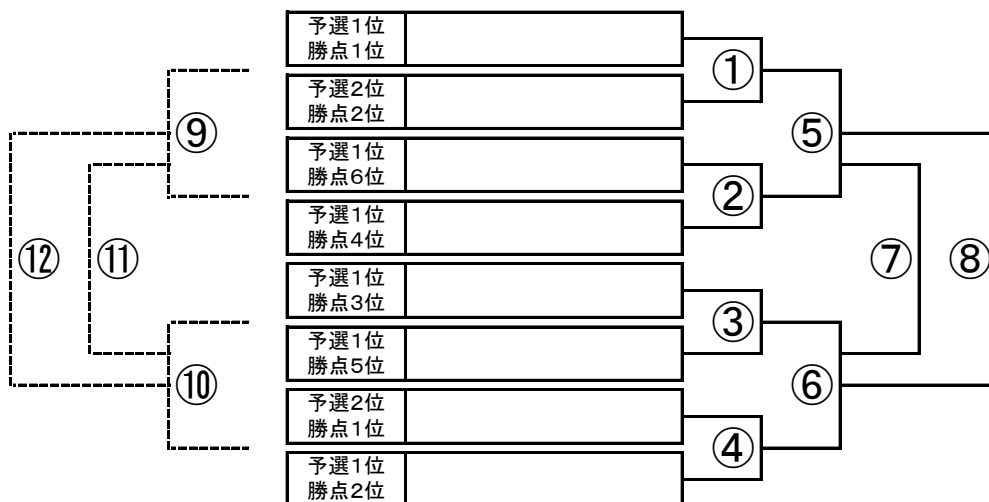 予選1位
勝点1位
①
予選2位
勝点2位
⑨
⑤
予選1位
勝点6位
②
予選1位
勝点4位
⑫
⑪
⑦
⑧
予選1位
勝点3位
③
予選1位
勝点5位
⑩
⑥
予選2位
勝点1位
④
予選1位
勝点2位